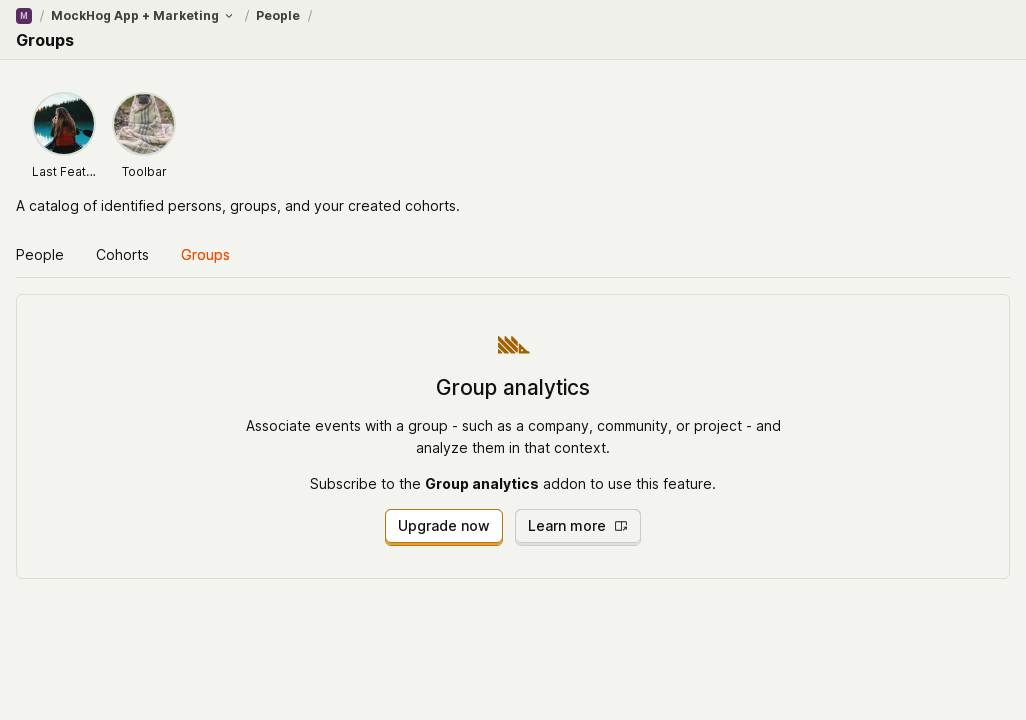 M / MockHog App + Marketing / People /
Groups
Last Feat...
Toolbar
A catalog of identified persons, groups, and your created cohorts.
People Cohorts Groups
Group analytics
Associate events with a group - such as a company, community, or project - and
analyze them in that context.
Subscribe to the Group analytics addon to use this feature.
Upgrade now Learn more